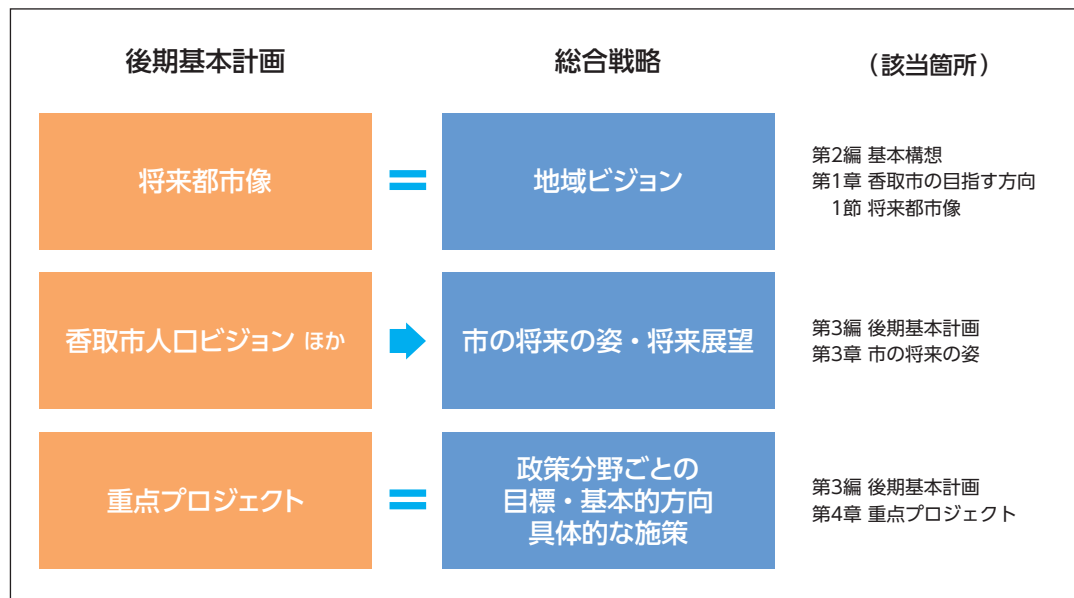 後期基本計画
総合戦略
（該当箇所）
将来都市像
＝
地域ビジョン
第2編 基本構想
第1章 香取市の目指す方向
1節 将来都市像
香取市人口ビジョン ほか
市の将来の姿・将来展望
第3編 後期基本計画
第3章 市の将来の姿
重点プロジェクト
＝
政策分野ごとの
目標・基本的方向
具体的な施策
第3編 後期基本計画
第4章 重点プロジェクト